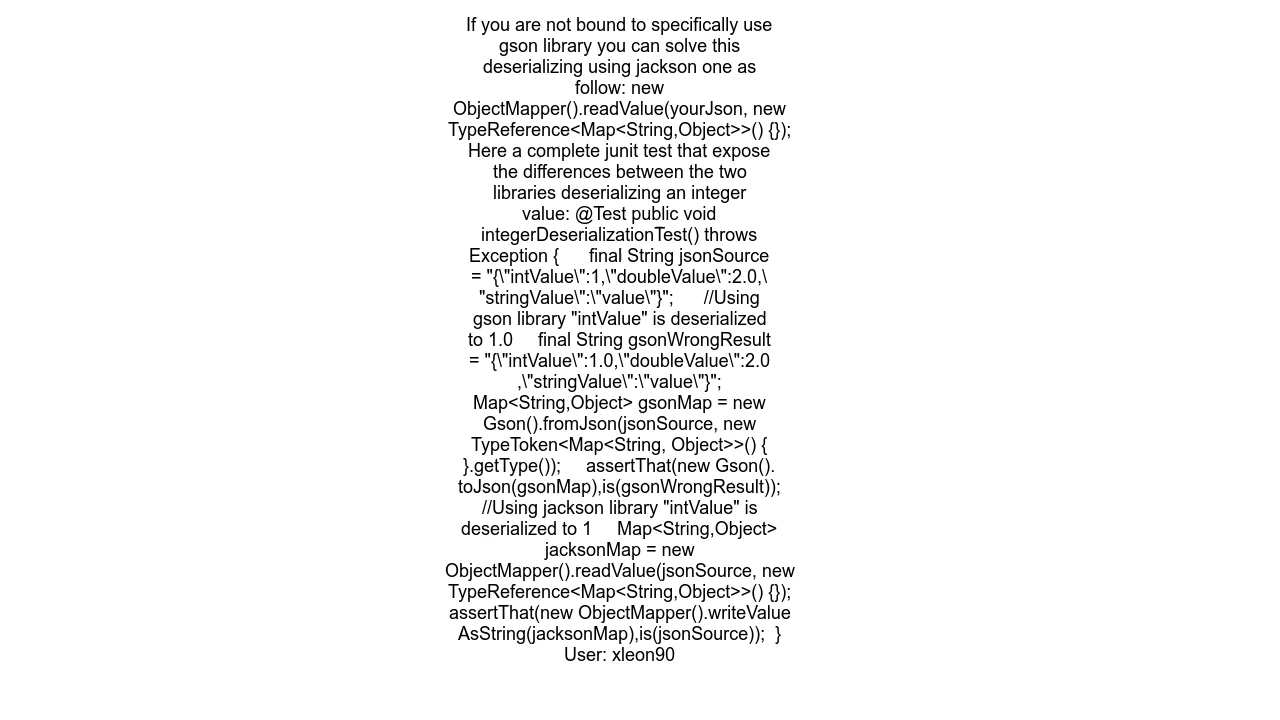 If you are not bound to specifically use
gson library you can solve this
deserializing using jackson one as
follow: new
ObjectMapper().readValue(yourJson, new
TypeReference<Map<String,Object>>() {});
Here a complete junit test that expose
the differences between the two
libraries deserializing an integer
value: @Test public void
integerDeserializationTest() throws
Exception {      final String jsonSource
= "{\"intValue\":1,\"doubleValue\":2.0,\
"stringValue\":\"value\"}";      //Using
gson library "intValue" is deserialized
to 1.0     final String gsonWrongResult
= "{\"intValue\":1.0,\"doubleValue\":2.0
,\"stringValue\":\"value\"}";
Map<String,Object> gsonMap = new
Gson().fromJson(jsonSource, new
TypeToken<Map<String, Object>>() {
}.getType());     assertThat(new Gson().
toJson(gsonMap),is(gsonWrongResult));
//Using jackson library "intValue" is
deserialized to 1     Map<String,Object>
jacksonMap = new
ObjectMapper().readValue(jsonSource, new
TypeReference<Map<String,Object>>() {});
assertThat(new ObjectMapper().writeValue
AsString(jacksonMap),is(jsonSource));  }
User: xleon90